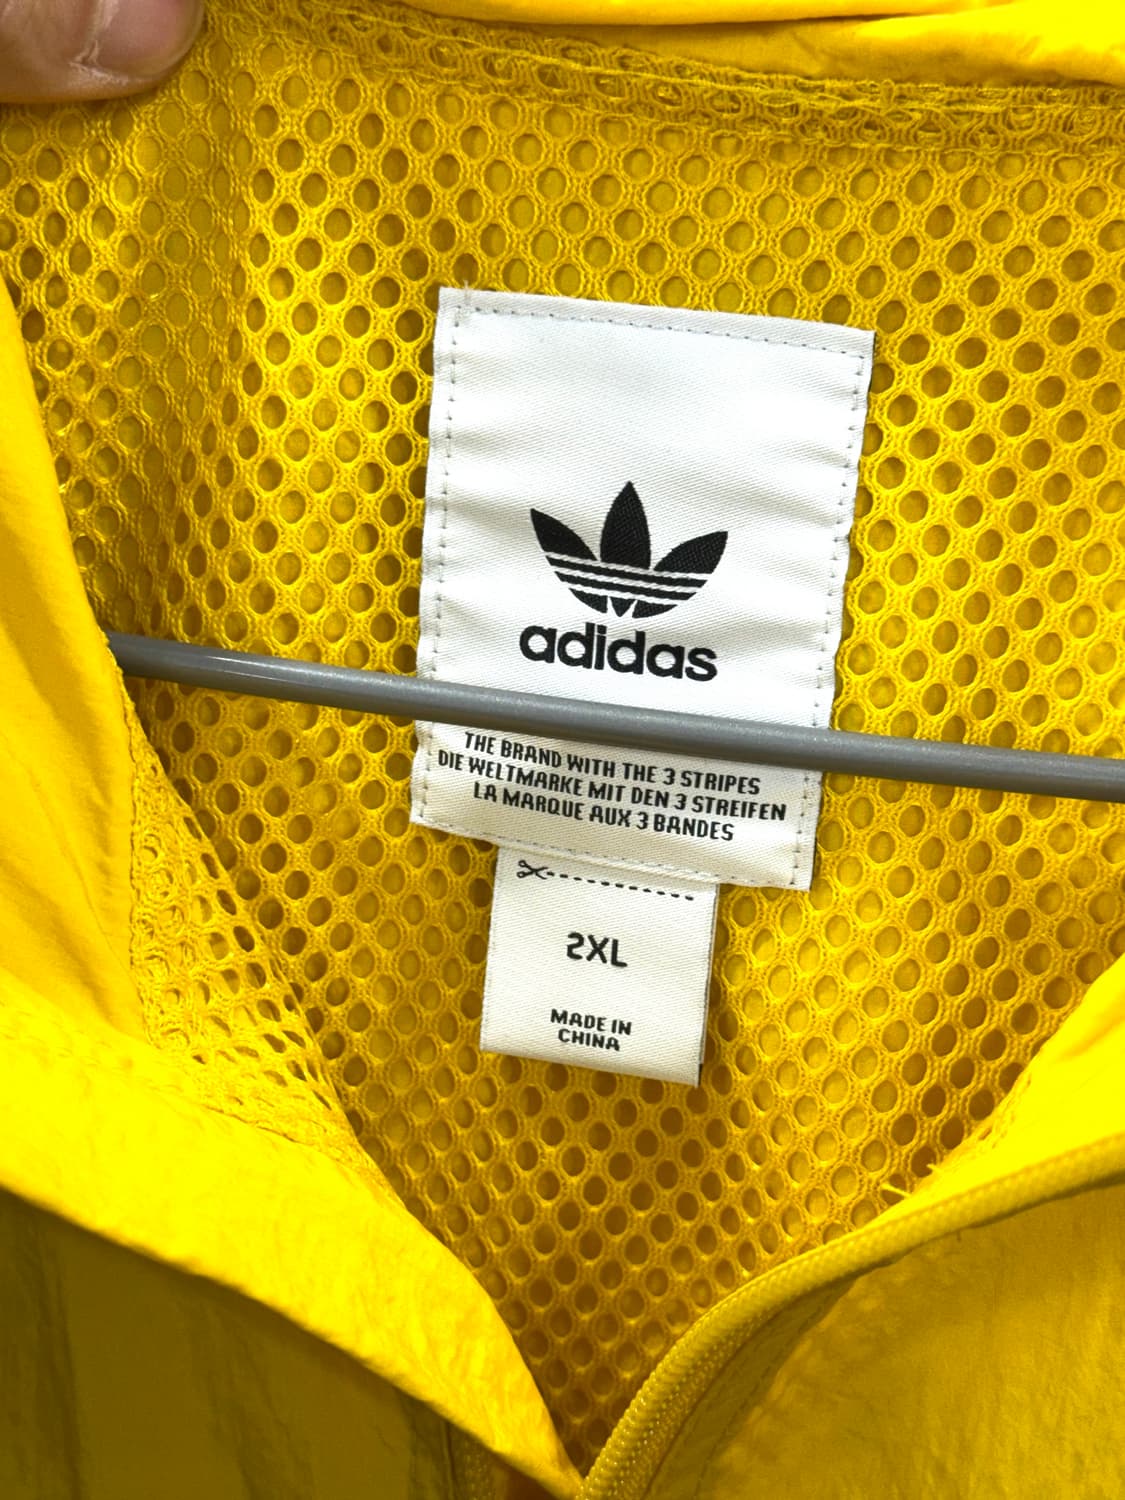 adidas
THE BRAND WITH THE 3 STRIPES
DIE WELTMARKE MIT DEN 3 STREIFEN
LA MARQUE AUX 3 BANDES
2XL
MADE IN
CHINA